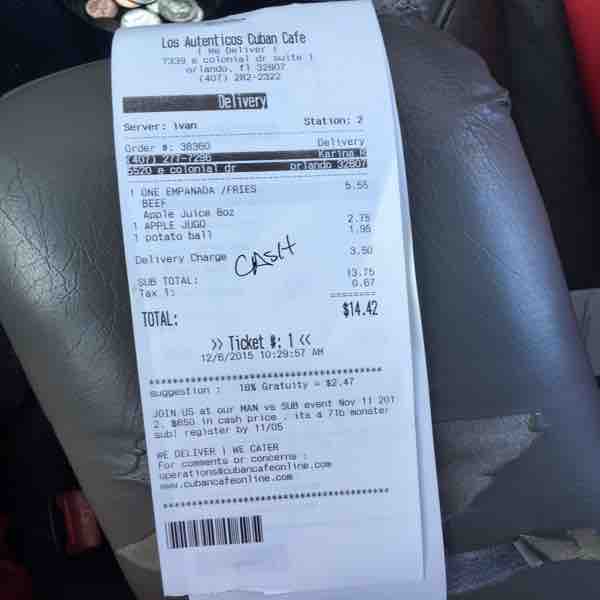 Los Autenticos Cuban Cafe
( We Deliver )
7339 e colonial dr suite 1
orlando, fl 32807
(407) 282-2322
Delivery
Server: ivan Station: 2
Order #: 38360 Delivery
(407) 277-7296 Karina R
5520 e colonial dr orlando 32807
1 ONE EMPANADA /FRIES 5.55
BEEF
Apple Juice 8oz
1 APPLE JUGO 2.75
1 potato ball 1.95
Delivery Charge 3.50
CASH
SUB TOTAL: 13.75
Tax 1: 0.67
TOTAL: $14.42
>> Ticket #: 1 <<
12/6/2015 10:29:57 AM
suggestion : 18% Gratuity = $2.47
JOIN US at our MAN vs SUB event Nov 11 201
2. $850 in cash price . its a 7lb monster
sub! register by 11/05
WE DELIVER | WE CATER
For comments or concerns :
operations@cubancafeonline.com
www.cubancafeonline.com